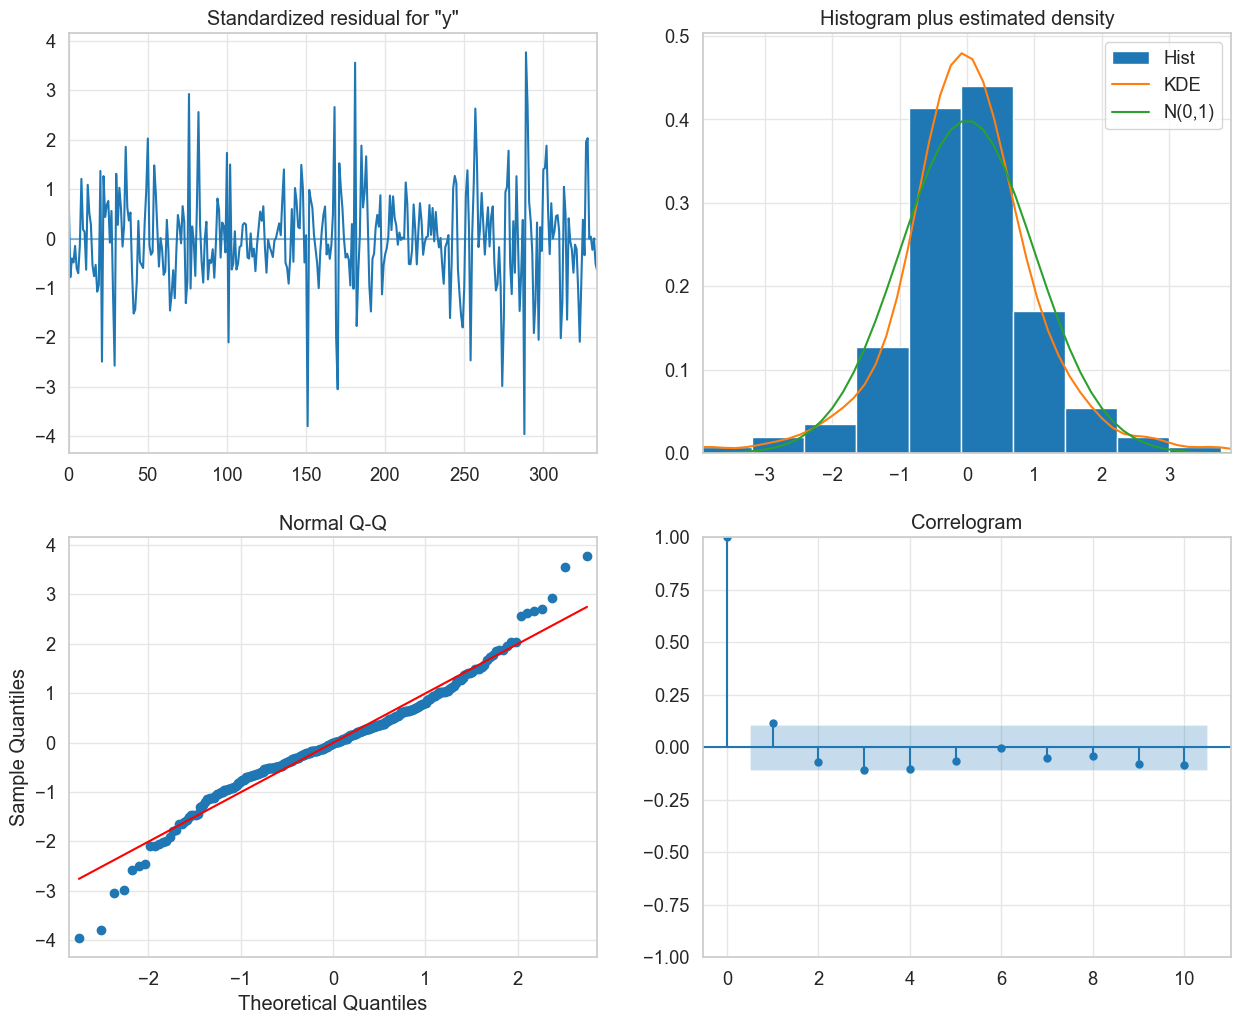 Standardized residual for "y"
4
3
2
1
0
−1
−2
−3
−4
0 50 100 150 200 250 300
Histogram plus estimated density
Hist
KDE
N(0,1)
0.5
0.4
0.3
0.2
0.1
0.0
−3 −2 −1 0 1 2 3
Normal Q-Q
Sample Quantiles
4
3
2
1
0
−1
−2
−3
−4
−2 −1 0 1 2
Theoretical Quantiles
Correlogram
1.00
0.75
0.50
0.25
0.00
−0.25
−0.50
−0.75
−1.00
0 2 4 6 8 10